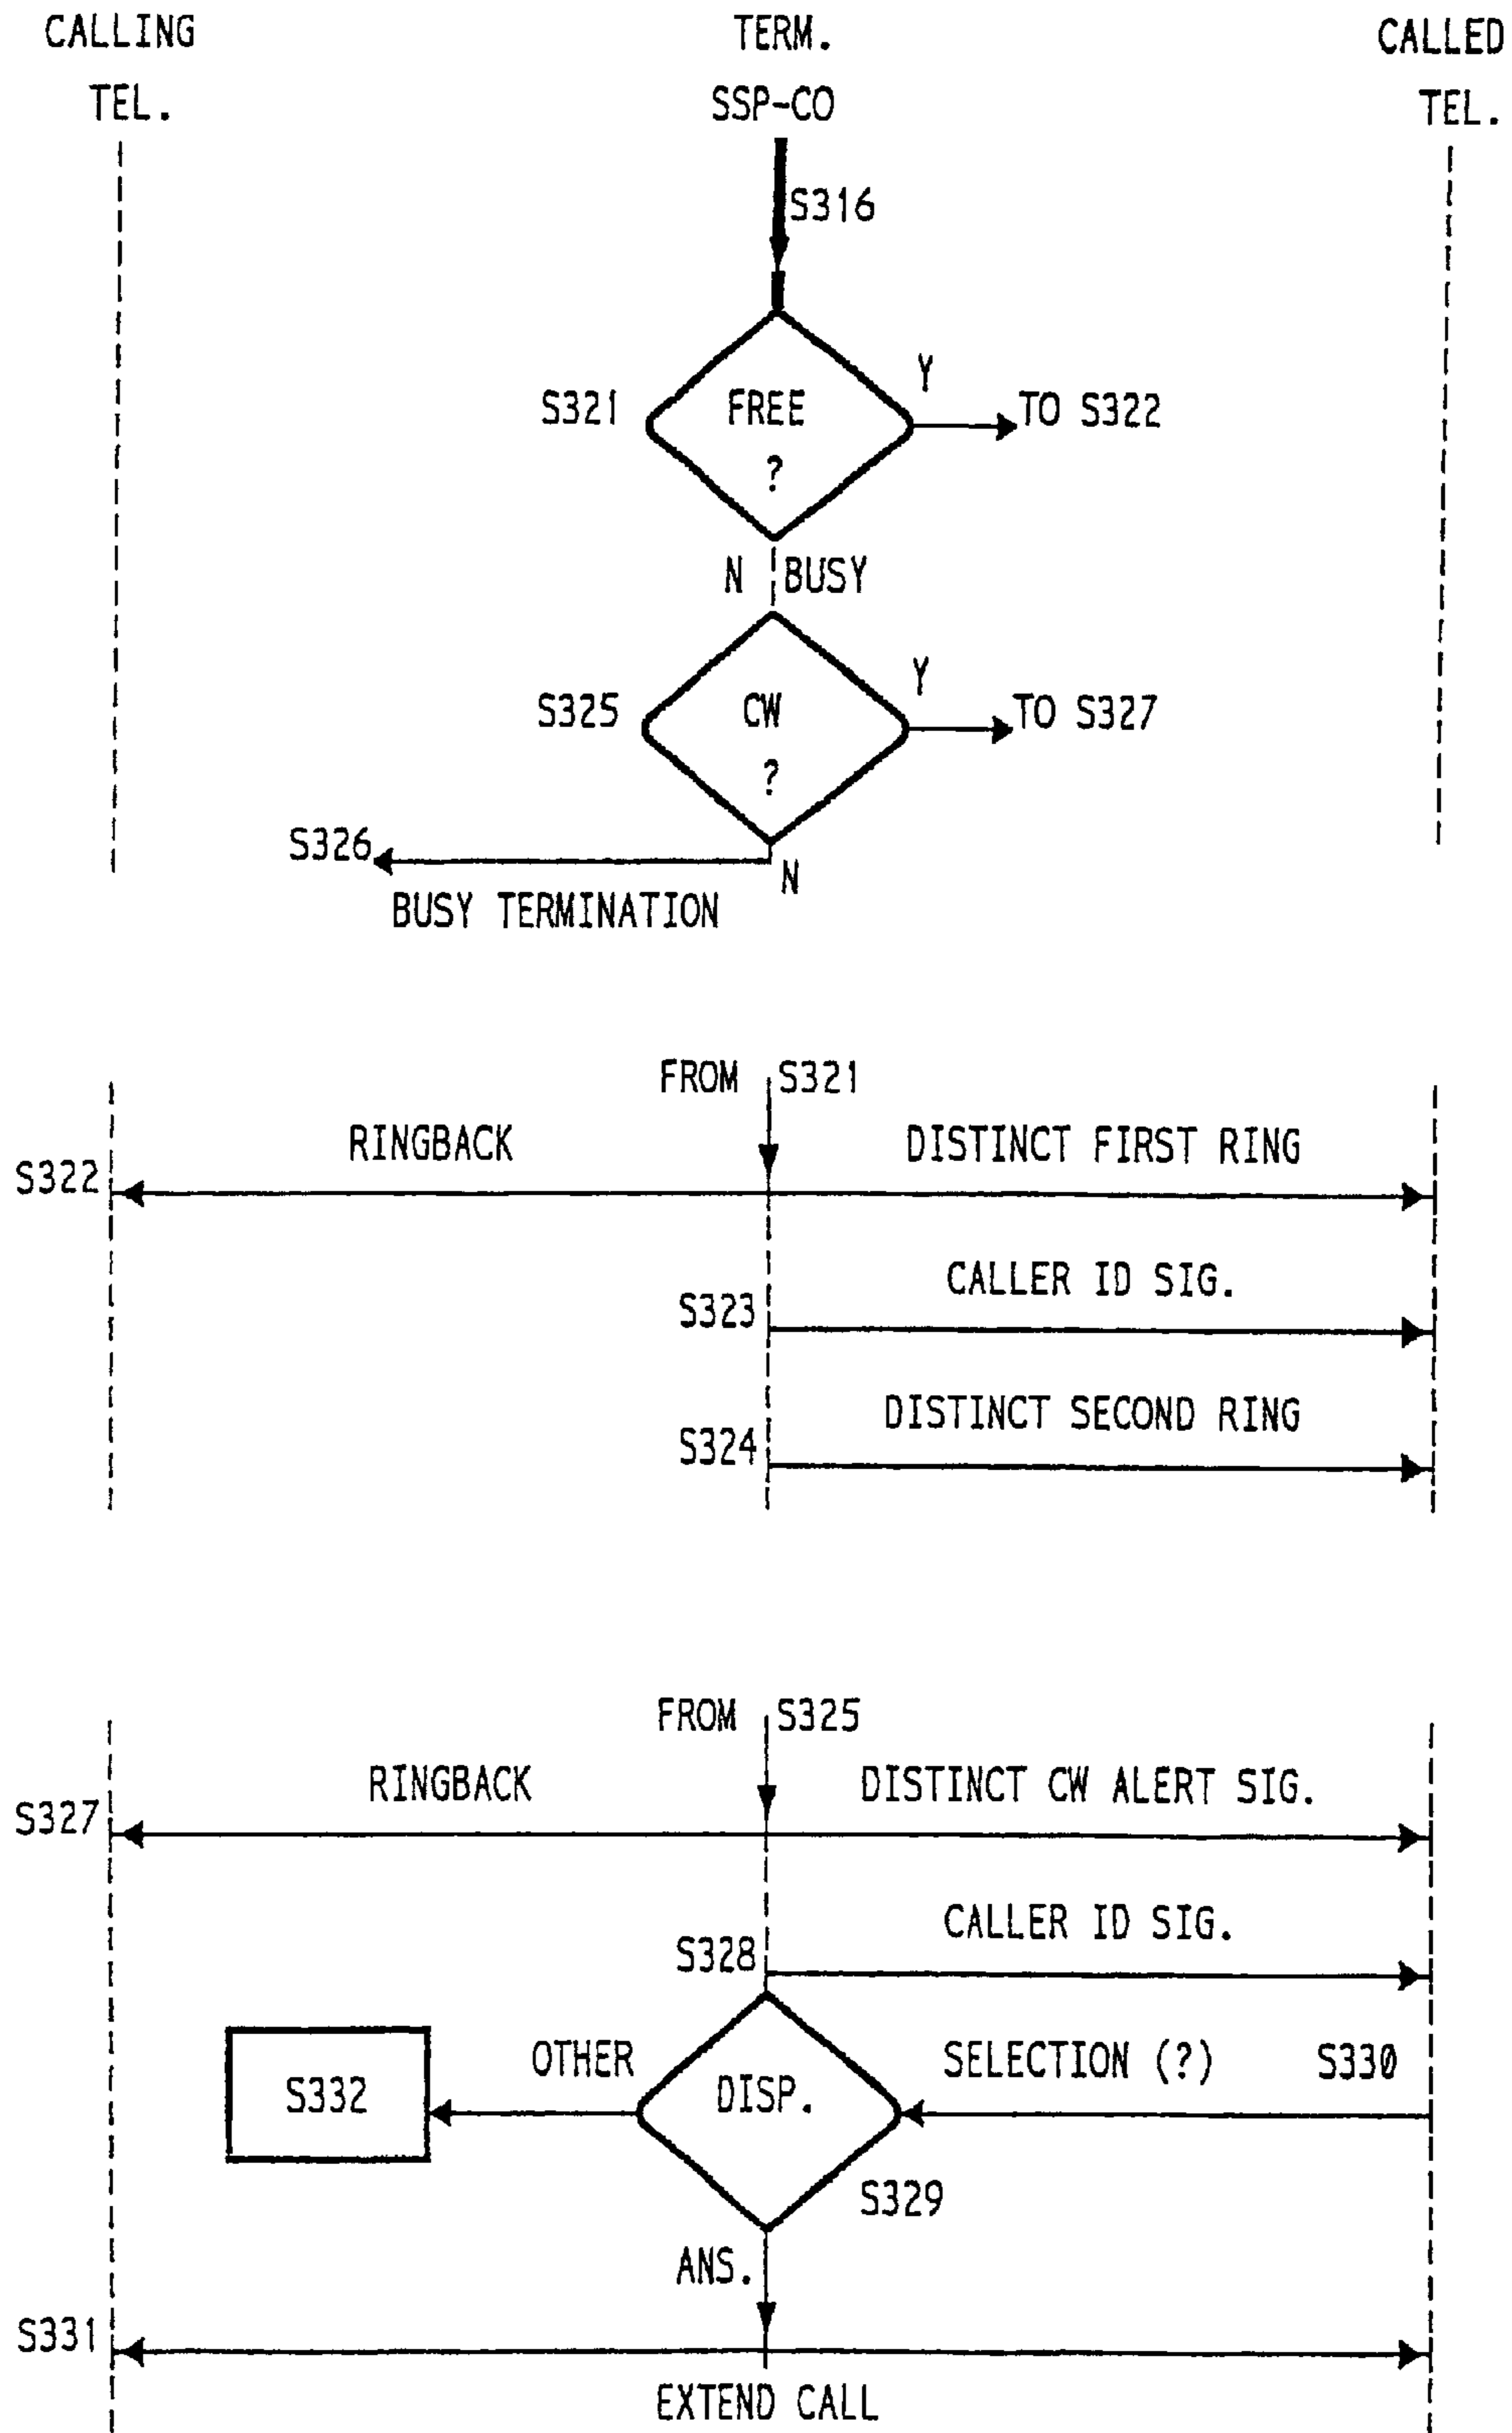 CALLING TERM. CALLED
TEL. SSP-CO TEL.
S316
S321 FREE Y TO S322
?
N BUSY
S325 CW Y TO S327
?
S326 N
BUSY TERMINATION
FROM S321
RINGBACK DISTINCT FIRST RING
S322
CALLER ID SIG.
S323
DISTINCT SECOND RING
S324
FROM S325
RINGBACK DISTINCT CW ALERT SIG.
S327
CALLER ID SIG.
S328
OTHER SELECTION (?) S330
S332 DISP.
S329
ANS.
S331
EXTEND CALL